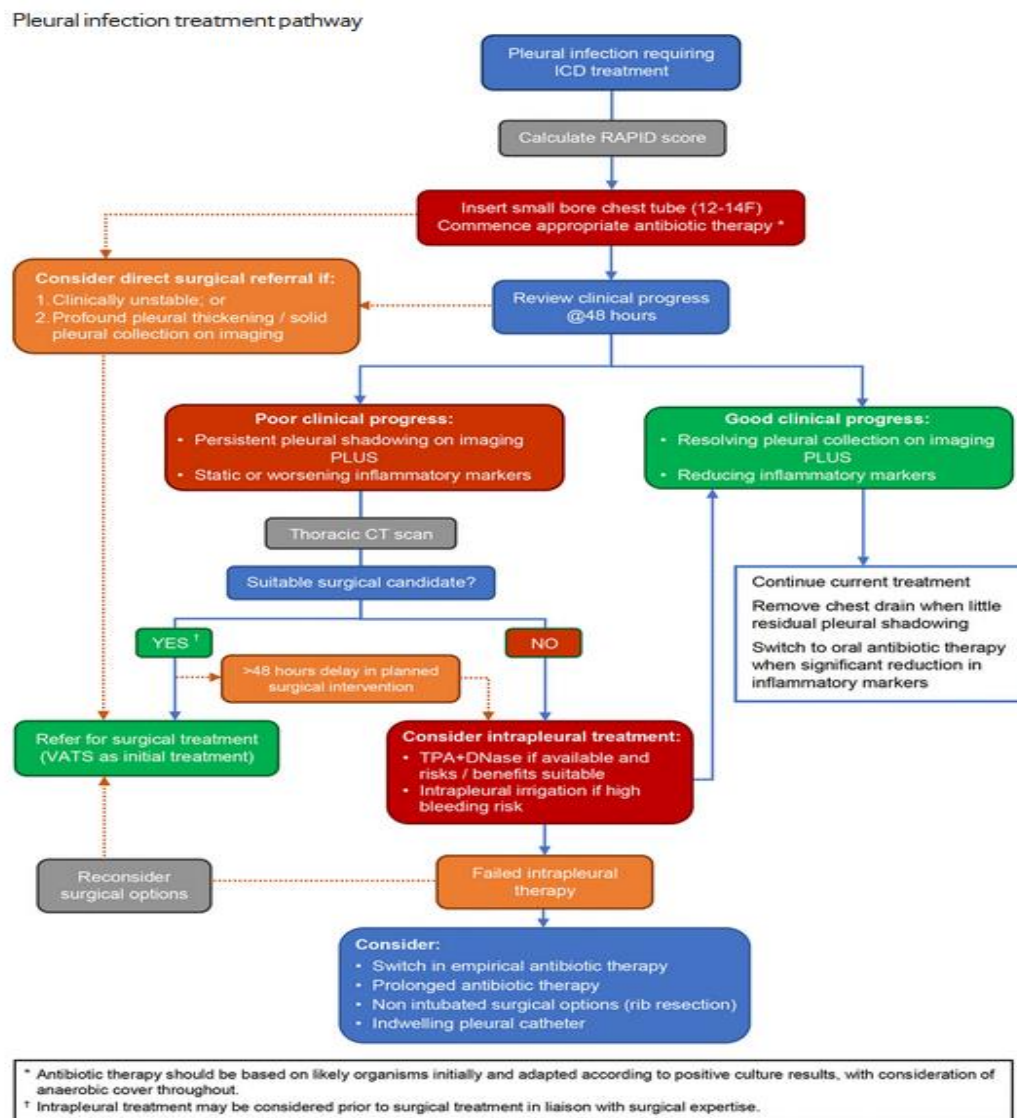 Pleural infection treatment pathway
Pleural infection requiring
ICD treatment
Calculate RAPID score
Insert small bore chest tube (12-14F)
Commence appropriate antibiotic therapy *
Consider direct surgical referral if:
1. Clinically unstable; or
2. Profound pleural thickening / solid
pleural collection on imaging
Review clinical progress
@48 hours
Poor clinical progress:
• Persistent pleural shadowing on imaging
PLUS
• Static or worsening inflammatory markers
Good clinical progress:
• Resolving pleural collection on imaging
PLUS
• Reducing inflammatory markers
Thoracic CT scan
Suitable surgical candidate?
Continue current treatment
Remove chest drain when little
residual pleural shadowing
Switch to oral antibiotic therapy
when significant reduction in
inflammatory markers
YES †
NO
>48 hours delay in planned
surgical intervention
Refer for surgical treatment
(VATS as initial treatment)
Consider intrapleural treatment:
• TPA+DNase if available and
risks / benefits suitable
• Intrapleural irrigation if high
bleeding risk
Reconsider
surgical options
Failed intrapleural
therapy
Consider:
• Switch in empirical antibiotic therapy
• Prolonged antibiotic therapy
• Non intubated surgical options (rib resection)
• Indwelling pleural catheter
* Antibiotic therapy should be based on likely organisms initially and adapted according to positive culture results, with consideration of
anaerobic cover throughout.
† Intrapleural treatment may be considered prior to surgical treatment in liaison with surgical expertise.